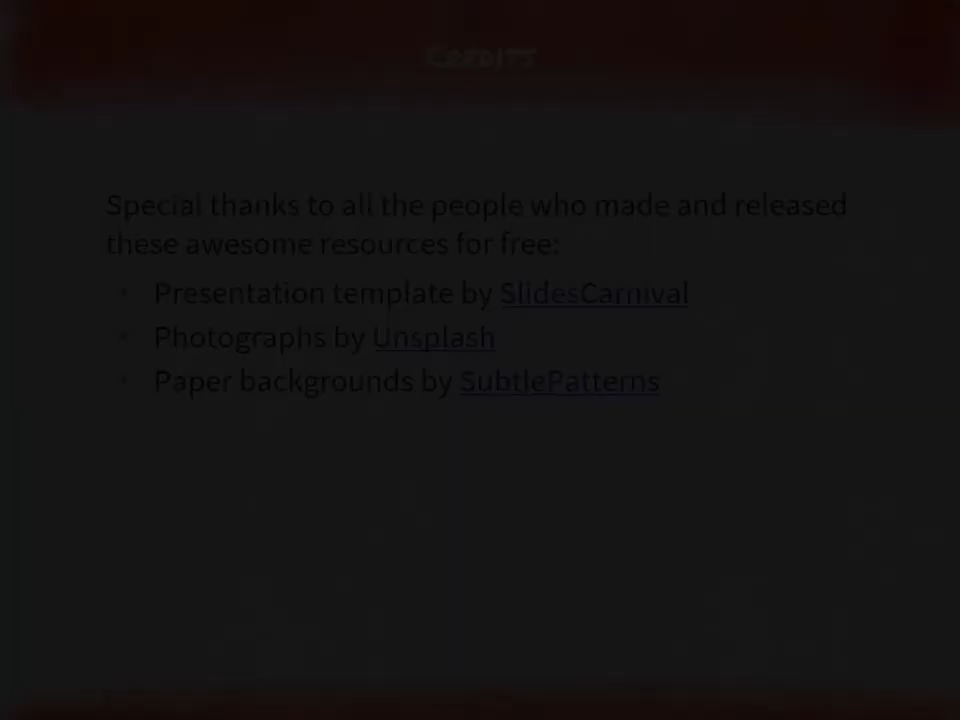 Credits
Special thanks to all the people who made and released
these awesome resources for free:
Presentation template by SlidesCarnival
Photographs by Unsplash
Paper backgrounds by SubtlePatterns